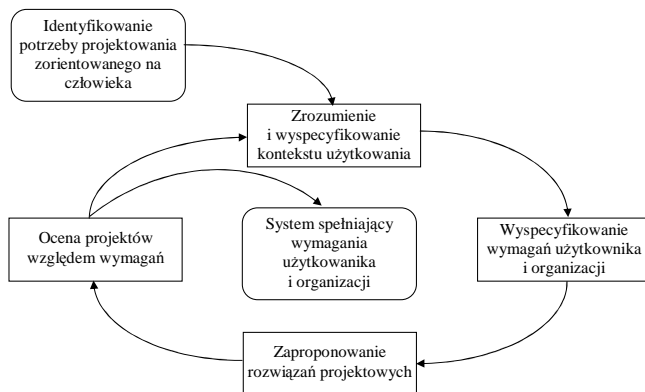 Identyfikowanie
potrzeby projektowania
zorientowanego na
człowieka
Zrozumienie
i wyspecyfikowanie
kontekstu użytkowania
Ocena projektów
względem wymagań
System spełniający
wymagania
użytkowanika
i organizacji
Wyspecyfikowanie
wymagań użytkownika
i organizacji
Zaproponowanie
rozwiązań projektowych